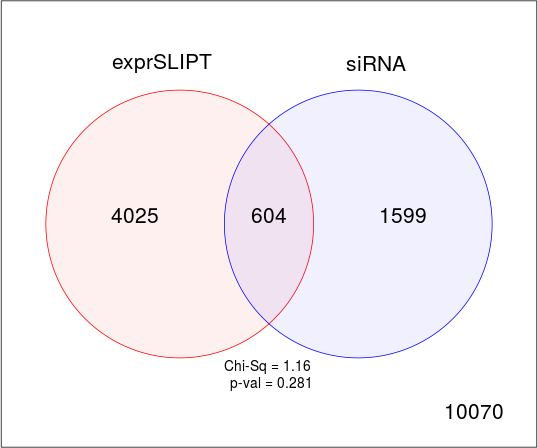 exprSLIPT
siRNA
4025
604
1599
Chi-Sq = 1.16
p-val = 0.281
10070